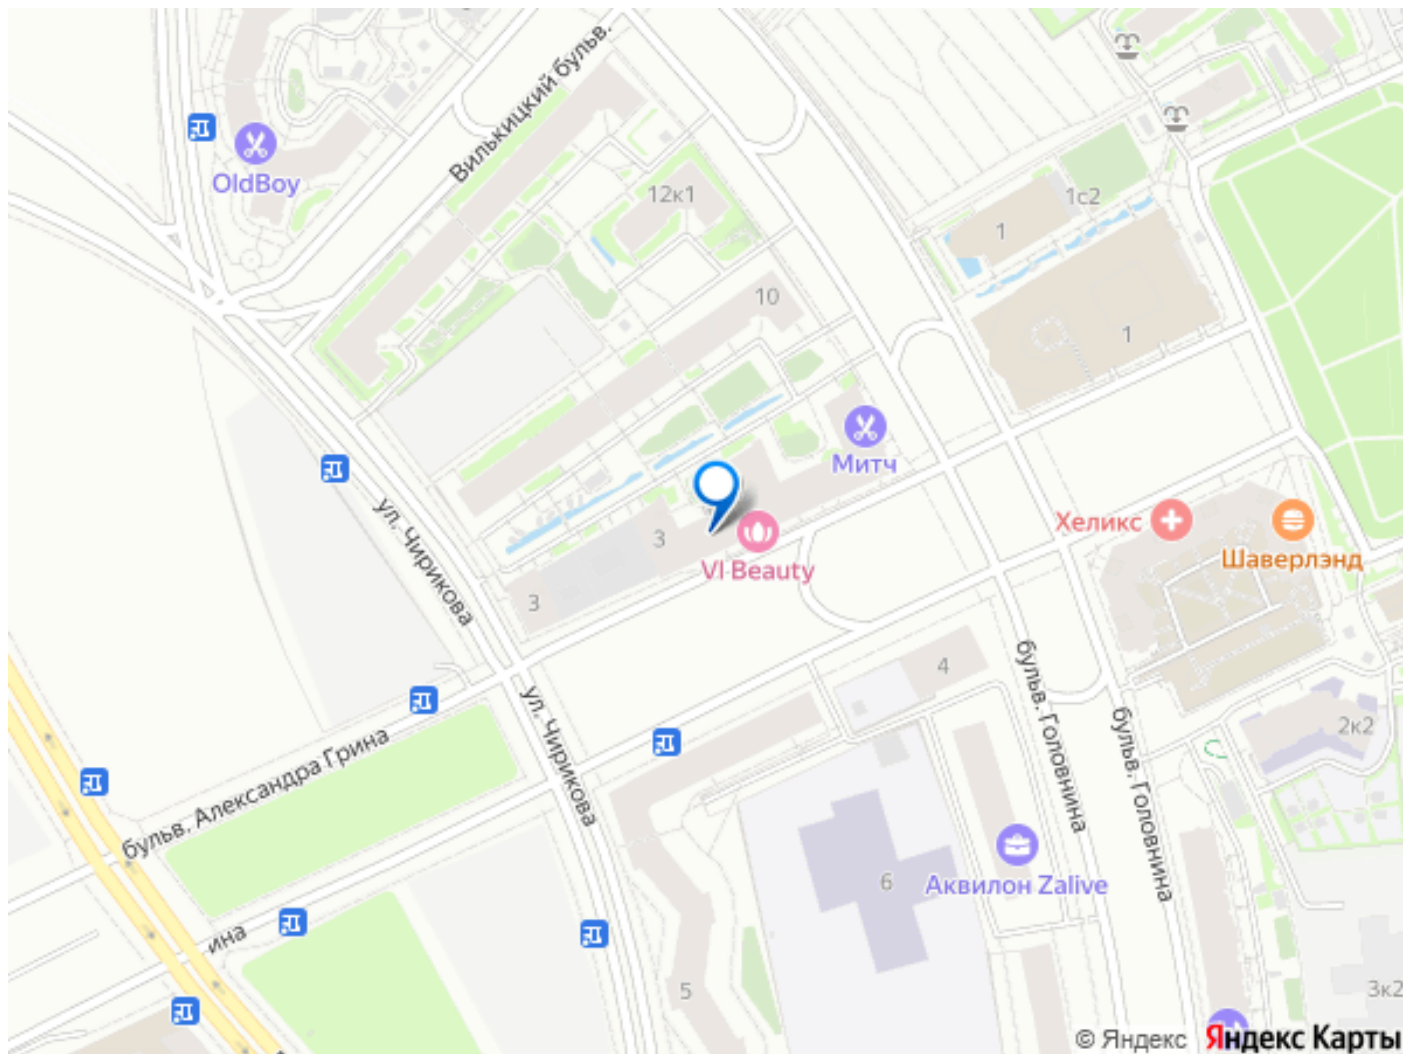 Вилькицкий бульв.
OldBoy
12к1
1с2
1
10
1
Митч
ул. Чирикова
3
VI Beauty
Хеликс
Шаверлэнд
3
4
бульв. Головнина
ул. Чирикова
бульв. Головнина
2к2
бульв. Александра Грина
6
Аквилон Zalive
ина
5
3к2
© Яндекс Яндекс Карты